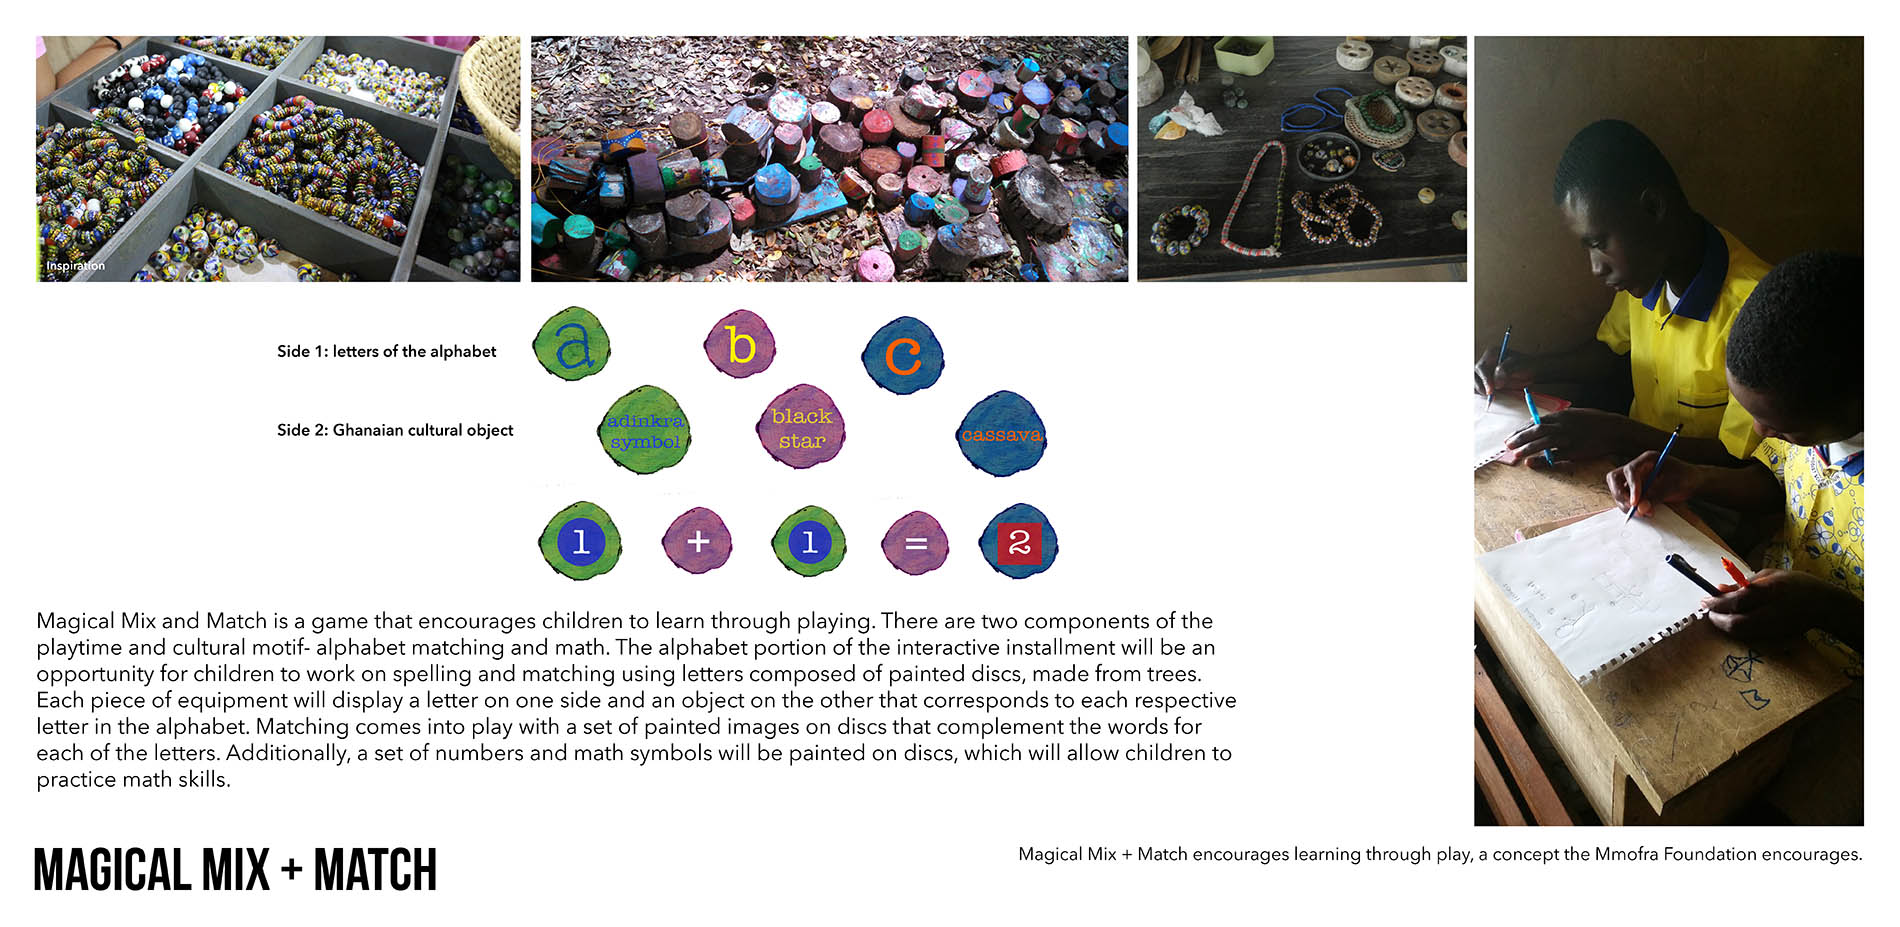 Inspiration
Side 1: letters of the alphabet
a
b
c
Side 2: Ghanaian cultural object
adinkra
symbol
black
star
cassava
1 + 1 = 2
Magical Mix and Match is a game that encourages children to learn through playing. There are two components of the
playtime and cultural motif- alphabet matching and math. The alphabet portion of the interactive installment will be an
opportunity for children to work on spelling and matching using letters composed of painted discs, made from trees.
Each piece of equipment will display a letter on one side and an object on the other that corresponds to each respective
letter in the alphabet. Matching comes into play with a set of painted images on discs that complement the words for
each of the letters. Additionally, a set of numbers and math symbols will be painted on discs, which will allow children to
practice math skills.
MAGICAL MIX + MATCH
Magical Mix + Match encourages learning through play, a concept the Mmofra Foundation encourages.